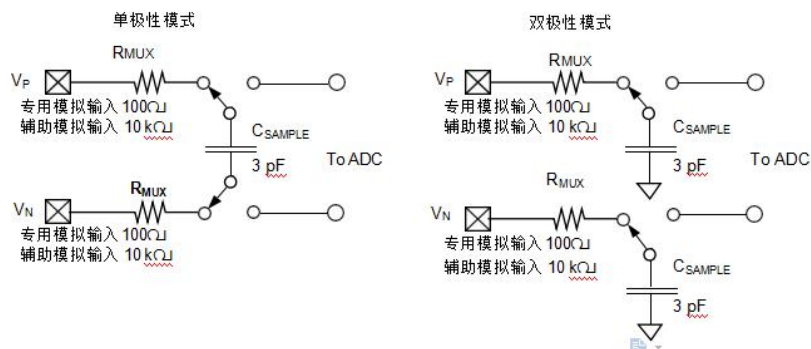 单极性模式
RMUX
VP
专用模拟输入 100Ω
辅助模拟输入 10 kΩ
CSAMPLE
3 pF
To ADC
RMUX
VN
专用模拟输入 100Ω
辅助模拟输入 10 kΩ
双极性模式
RMUX
VP
专用模拟输入 100Ω
辅助模拟输入 10 kΩ
CSAMPLE
3 pF
To ADC
RMUX
VN
专用模拟输入 100Ω
辅助模拟输入 10 kΩ
CSAMPLE
3 pF